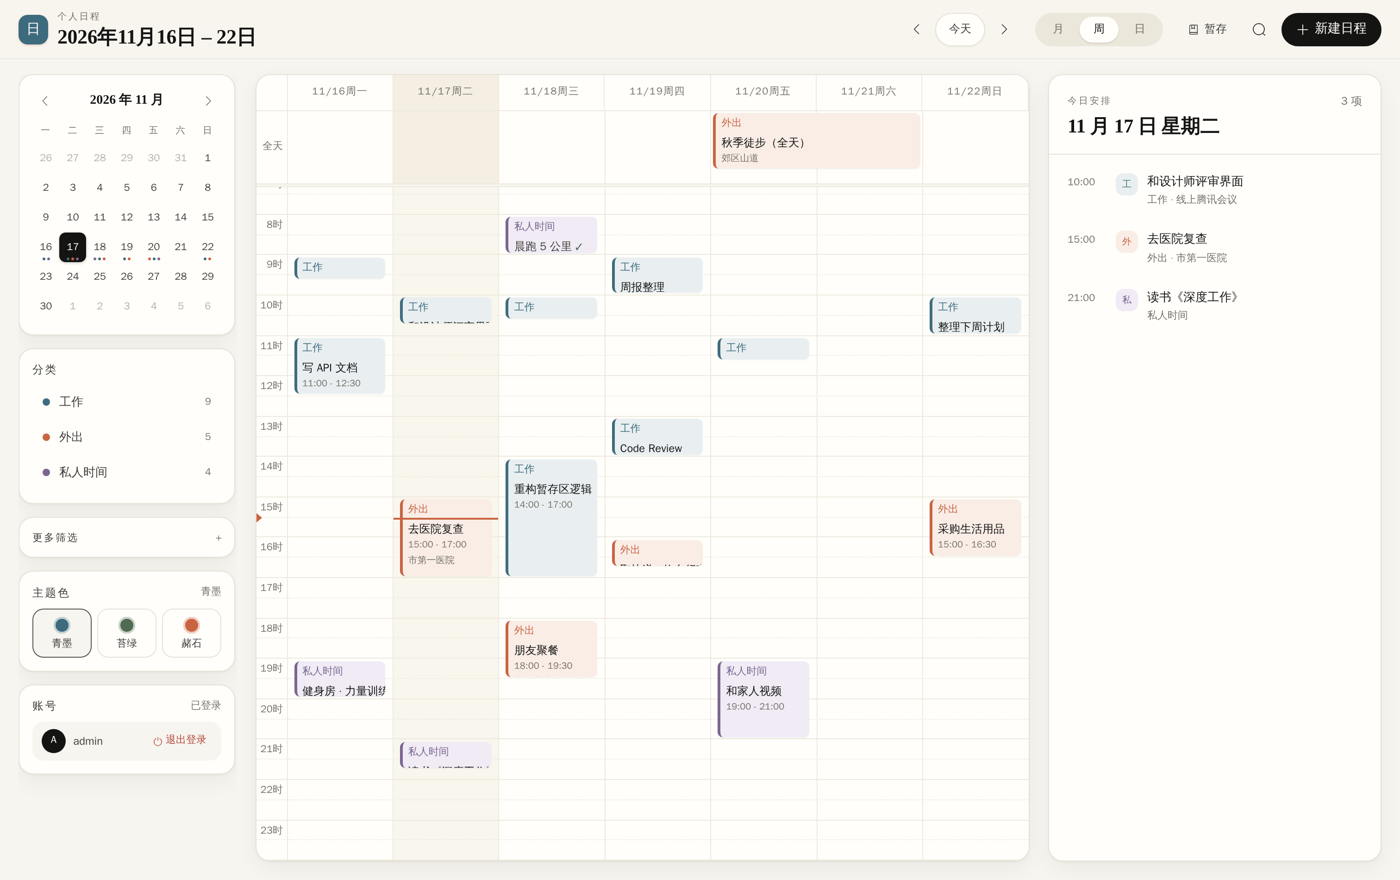 日
个人日程
2026年11月16日 – 22日
今天
月
周
日
暂存
新建日程
2026 年 11 月
一 二 三 四 五 六 日
26 27 28 29 30 31 1
2 3 4 5 6 7 8
9 10 11 12 13 14 15
16 17 18 19 20 21 22
23 24 25 26 27 28 29
30 1 2 3 4 5 6
分类
工作 9
外出 5
私人时间 4
更多筛选 +
主题色 青墨
青墨 苔绿 赭石
账号 已登录
A admin 退出登录
11/16周一 11/17周二 11/18周三 11/19周四 11/20周五 11/21周六 11/22周日
全天
外出
秋季徒步（全天）
郊区山道
8时
私人时间
晨跑 5 公里 ✓
9时
工作
工作
周报整理
10时
工作
工作
工作
整理下周计划
11时
工作
写 API 文档
11:00 - 12:30
工作
12时
13时
工作
Code Review
14时
工作
重构暂存区逻辑
14:00 - 17:00
15时
外出
去医院复查
15:00 - 17:00
市第一医院
外出
采购生活用品
15:00 - 16:30
16时
外出
17时
18时
外出
朋友聚餐
18:00 - 19:30
19时
私人时间
健身房 · 力量训练
私人时间
和家人视频
19:00 - 21:00
20时
21时
私人时间
22时
23时
今日安排 3 项
11 月 17 日 星期二
10:00 工 和设计师评审界面
工作 · 线上腾讯会议
15:00 外 去医院复查
外出 · 市第一医院
21:00 私 读书《深度工作》
私人时间